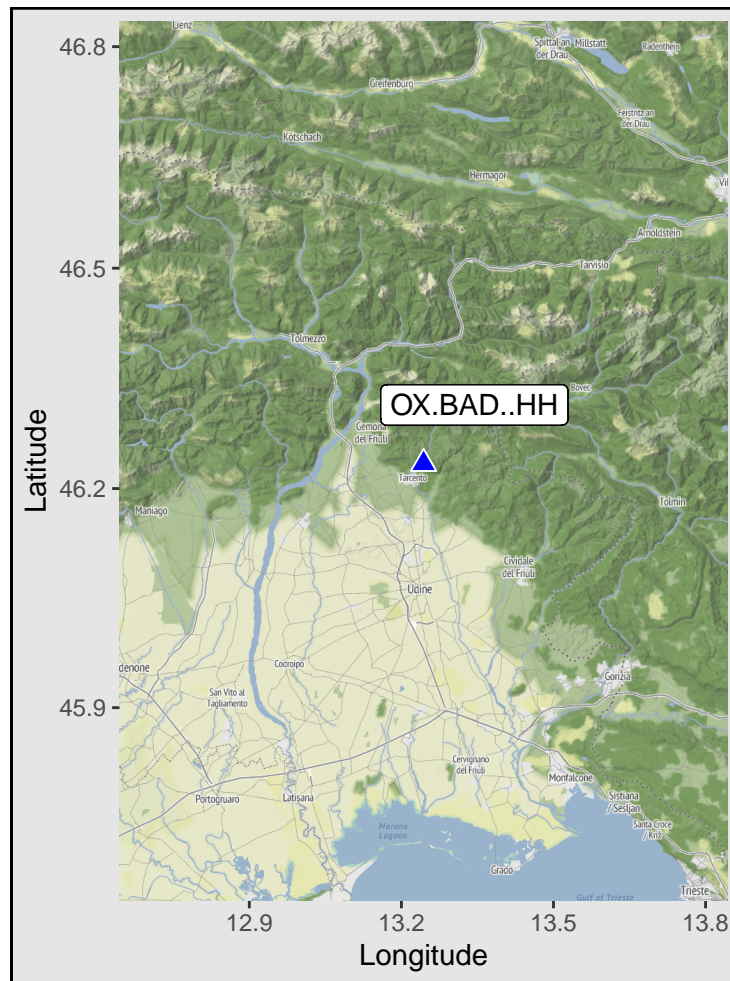 46.8
46.5
46.2
45.9
Latitude
Lienz
Spittal an
der Drau
Millstatt
Radenthein
Greifenburg
Feistritz an
der Drau
Kötschach
Hermagor
Vil
Arnoldstein
Tarvisio
Tolmezzo
Bovec
OX.BAD..HH
Gemona
del Friuli
Tarcento
Tolmin
Maniago
Cividale
del Friuli
Udine
Codroipo
Gorizia
denone
San Vito al
Tagliamento
Cervignano
del Friuli
Monfalcone
Portogruaro
Latisana
Sistiana
/ Sesljan
Marano
Lagoon
Santa Croce
/ Križ
Grado
Trieste
Gulf of Trieste
12.9
13.2
13.5
13.8
Longitude